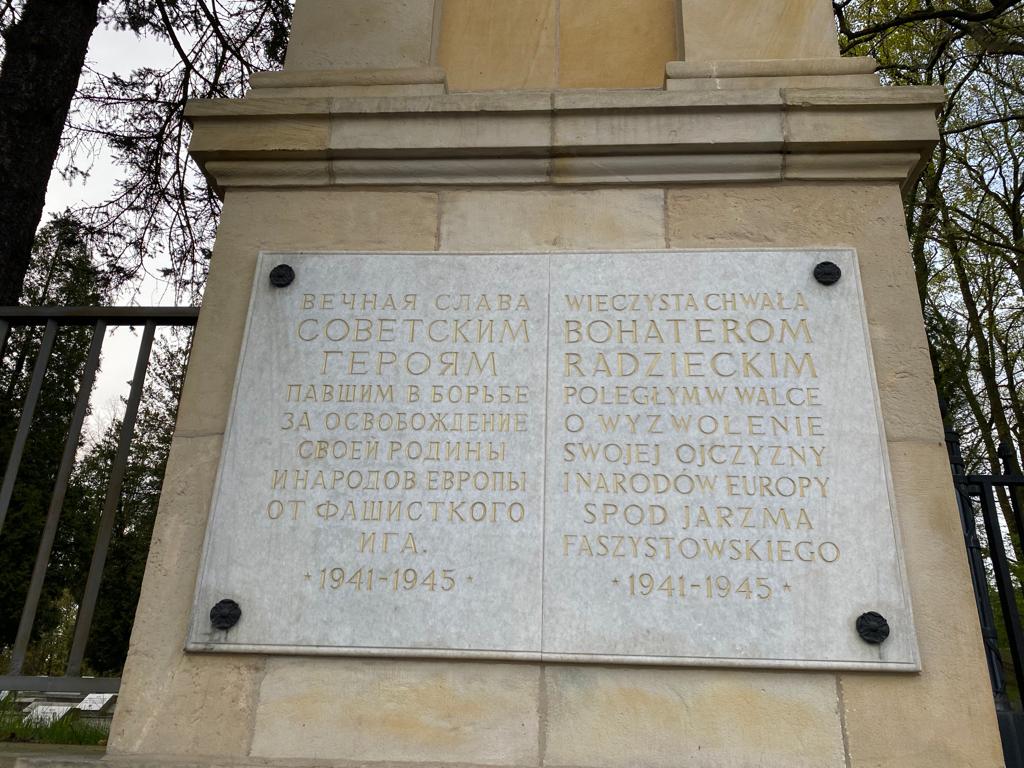 ВЕЧНАЯ СЛАВА
СОВЕТСКИМ
ГЕРОЯМ
ПАВШИМ В БОРЬБЕ
ЗА ОСВОБОЖДЕНИЕ
СВОЕЙ РОДИНЫ
И НАРОДОВ ЕВРОПЫ
ОТ ФАШИСТКОГО
ИГА.
* 1941-1945 *
WIECZYSTA CHWAŁA
BOHATEROM
RADZIECKIM
POLEGŁYM W WALCE
O WYZWOLENIE
SWOJEJ OJCZYZNY
I NARODÓW EUROPY
SPOD JARZMA
FASZYSTOWSKIEGO
* 1941-1945 *